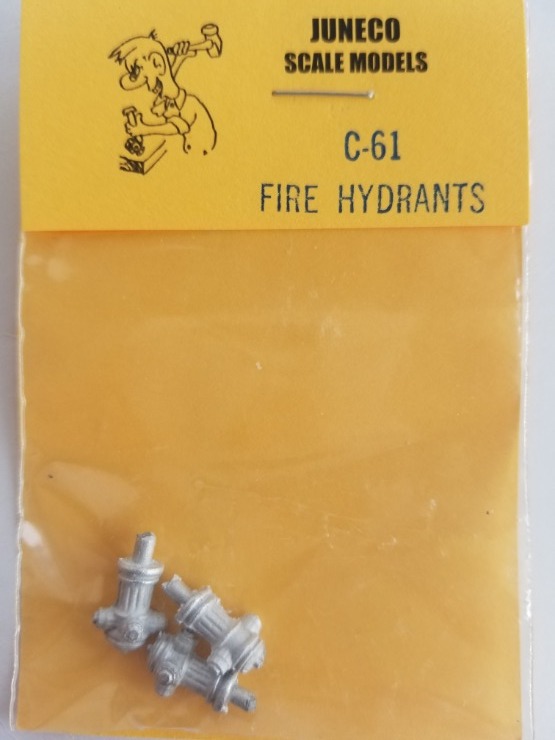 JUNECO
SCALE MODELS
C-61
FIRE HYDRANTS